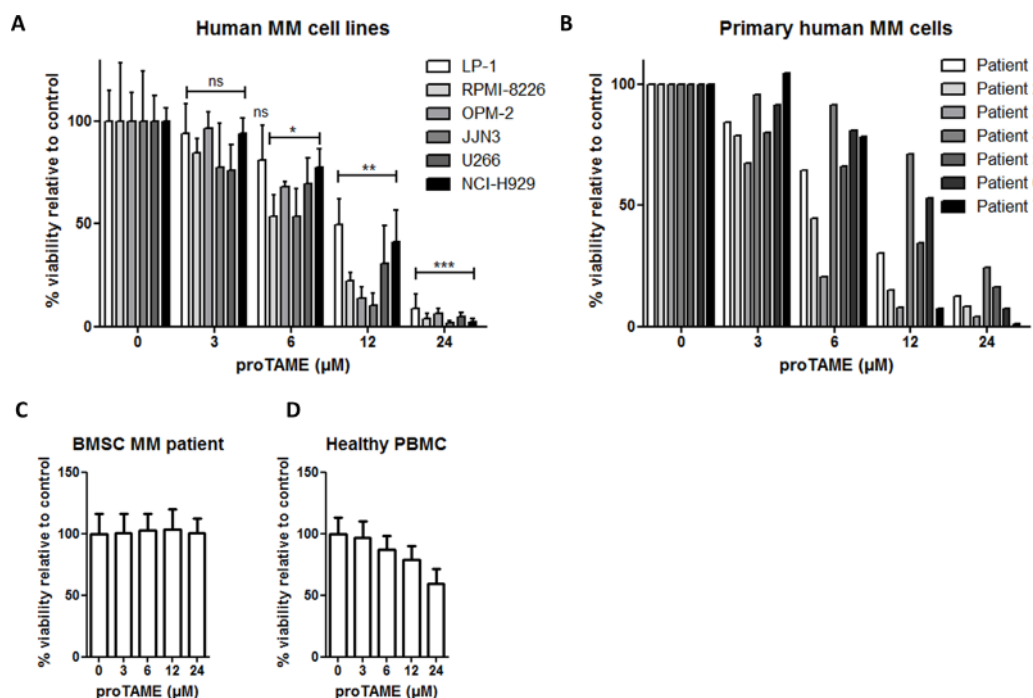 A
Human MM cell lines
% viability relative to control
100
50
0
ns
ns
*
**
***
LP-1
RPMI-8226
OPM-2
JJN3
U266
NCI-H929
0 3 6 12 24
proTAME (µM)
B
Primary human MM cells
% viability relative to control
100
50
0
Patient
Patient
Patient
Patient
Patient
Patient
Patient
0 3 6 12 24
proTAME (µM)
C
BMSC MM patient
% viability relative to control
150
100
50
0
0 3 6 12 24
proTAME (µM)
D
Healthy PBMC
% viability relative to control
150
100
50
0
0 3 6 12 24
proTAME (µM)